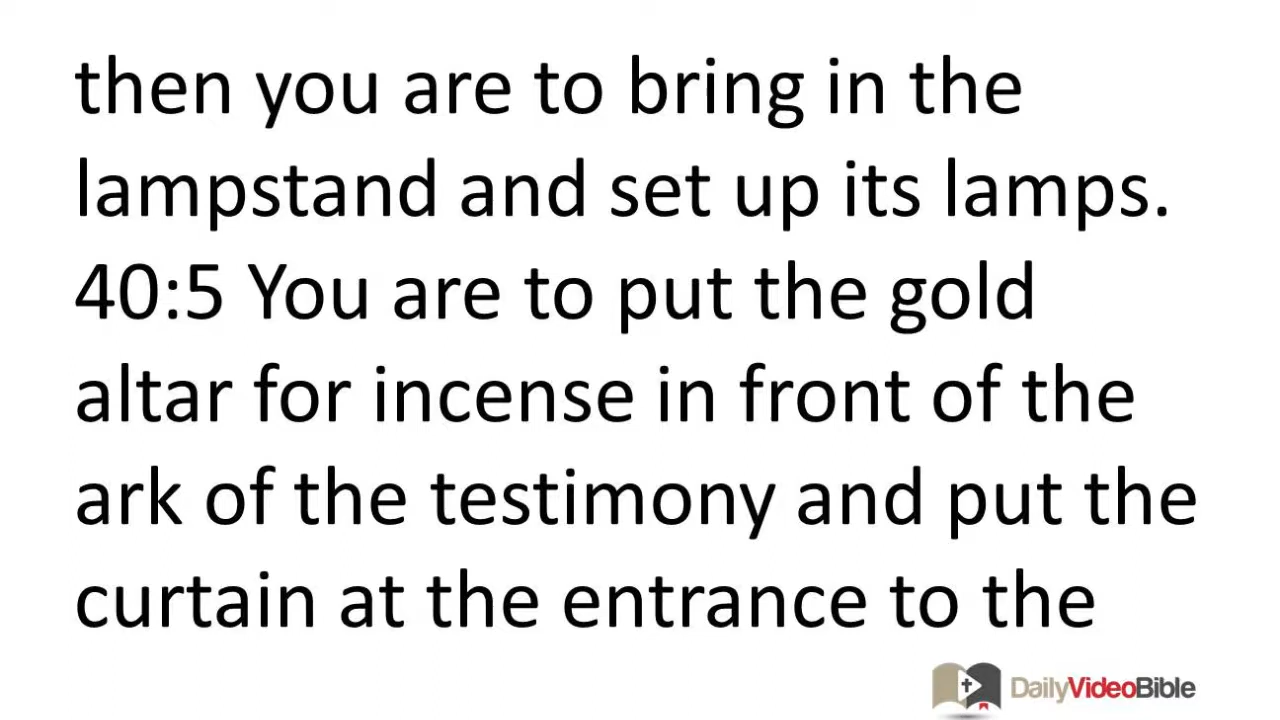 then you are to bring in the
lampstand and set up its lamps.
40:5 You are to put the gold
altar for incense in front of the
ark of the testimony and put the
curtain at the entrance to the
DailyVideoBible